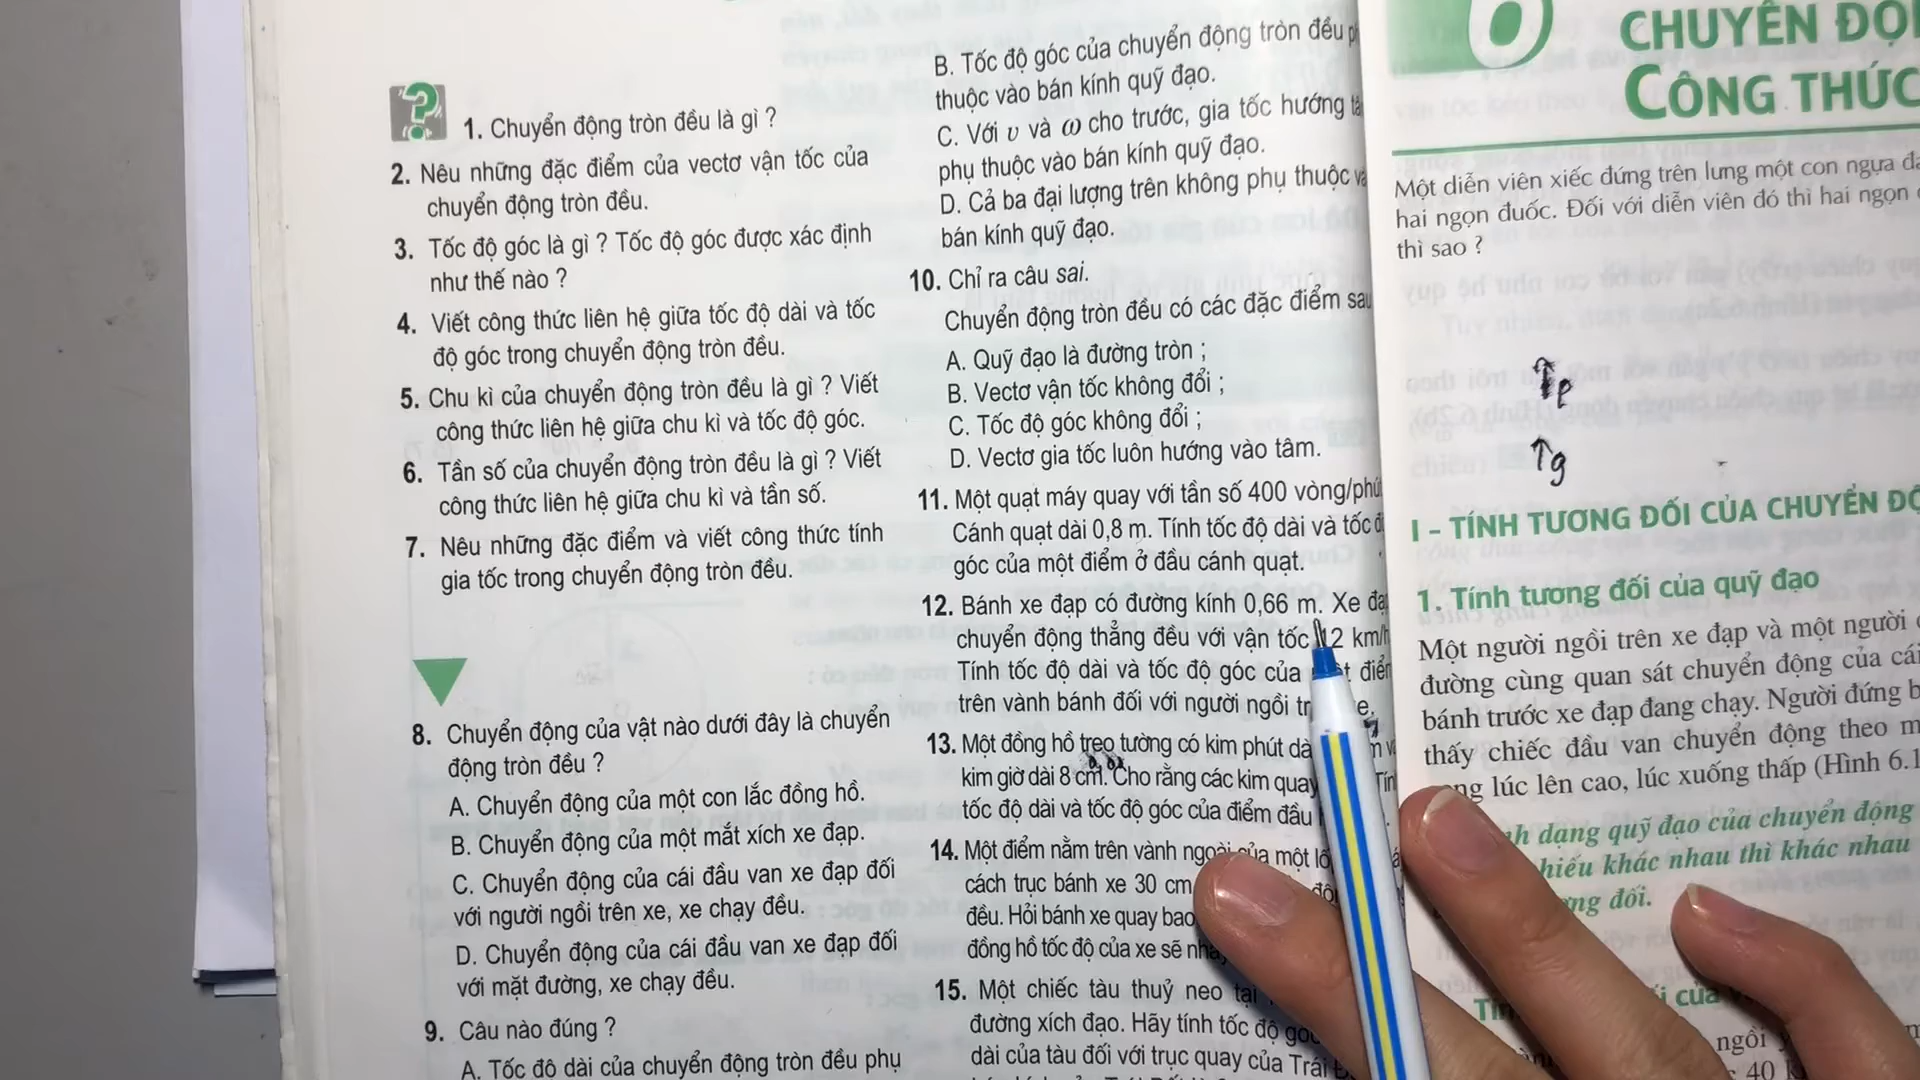 1. Chuyển động tròn đều là gì ?
2. Nêu những đặc điểm của vectơ vận tốc của
chuyển động tròn đều.
3. Tốc độ góc là gì ? Tốc độ góc được xác định
như thế nào ?
4. Viết công thức liên hệ giữa tốc độ dài và tốc
độ góc trong chuyển động tròn đều.
5. Chu kì của chuyển động tròn đều là gì ? Viết
công thức liên hệ giữa chu kì và tốc độ góc.
6. Tần số của chuyển động tròn đều là gì ? Viết
công thức liên hệ giữa chu kì và tần số.
7. Nêu những đặc điểm và viết công thức tính
gia tốc trong chuyển động tròn đều.
8. Chuyển động của vật nào dưới đây là chuyển
động tròn đều ?
A. Chuyển động của một con lắc đồng hồ.
B. Chuyển động của một mắt xích xe đạp.
C. Chuyển động của cái đầu van xe đạp đối
với người ngồi trên xe, xe chạy đều.
D. Chuyển động của cái đầu van xe đạp đối
với mặt đường, xe chạy đều.
9. Câu nào đúng ?
A. Tốc độ dài của chuyển động tròn đều phụ
B. Tốc độ góc của chuyển động tròn đều
thuộc vào bán kính quỹ đạo.
C. Với v và ω cho trước, gia tốc hướng
phụ thuộc vào bán kính quỹ đạo.
D. Cả ba đại lượng trên không phụ thuộc
bán kính quỹ đạo.
10. Chỉ ra câu sai.
Chuyển động tròn đều có các đặc điểm sau
A. Quỹ đạo là đường tròn ;
B. Vectơ vận tốc không đổi ;
C. Tốc độ góc không đổi ;
D. Vectơ gia tốc luôn hướng vào tâm.
11. Một quạt máy quay với tần số 400 vòng/phút
Cánh quạt dài 0,8 m. Tính tốc độ dài và tốc
góc của một điểm ở đầu cánh quạt.
12. Bánh xe đạp có đường kính 0,66 m. Xe
chuyển động thẳng đều với vận tốc 12 km/h
Tính tốc độ dài và tốc độ góc của
trên vành bánh đối với người ngồi
13. Một đồng hồ treo tường có kim phút
kim giờ dài 8 cm. Cho rằng các kim quay
tốc độ dài và tốc độ góc của điểm đầu
14. Một điểm nằm trên vành ngoài của một
cách trục bánh xe 30 cm
đều. Hỏi bánh xe quay bao
đồng hồ tốc độ của xe sẽ
15. Một chiếc tàu thuỷ neo tại
đường xích đạo. Hãy tính tốc độ
dài của tàu đối với trục quay của Trái
6
CHUYỂN
CÔNG THỨC
Một diễn viên xiếc đứng trên lưng một con ngựa
hai ngọn đuốc. Đối với diễn viên đó thì hai ngọn
thì sao ?
g
I - TÍNH TƯƠNG ĐỐI CỦA CHUYỂN
1. Tính tương đối của quỹ đạo
Một người ngồi trên xe đạp và một người
đường cùng quan sát chuyển động của cái
bánh trước xe đạp đang chạy. Người đứng
thấy chiếc đầu van chuyển động theo
lúc lên cao, lúc xuống thấp (Hình 6.1
dạng quỹ đạo của chuyển động
chiếu khác nhau thì khác nhau
đối.
của
ngồi
40